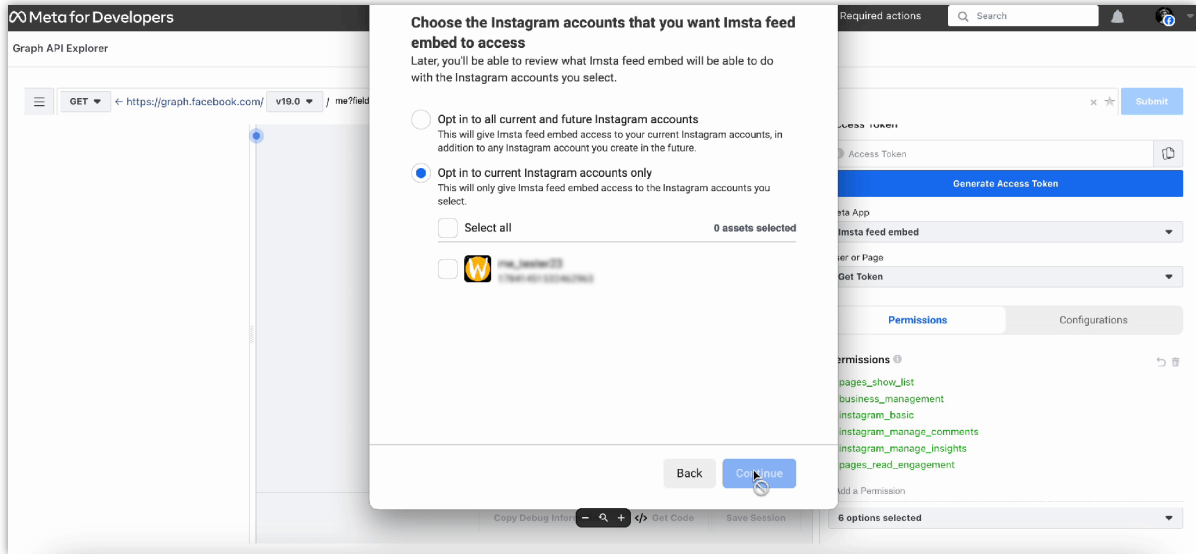 Meta for Developers
Required actions
Search
Graph API Explorer
GET
https://graph.facebook.com/
v19.0
/ me?field
Submit
Choose the Instagram accounts that you want Imsta feed
embed to access
Later, you'll be able to review what Imsta feed embed will be able to do
with the Instagram accounts you select.
Opt in to all current and future Instagram accounts
This will give Imsta feed embed access to your current Instagram accounts, in
addition to any Instagram account you create in the future.
Opt in to current Instagram accounts only
This will only give Imsta feed embed access to the Instagram accounts you
select.
Select all
0 assets selected
W
Back
Continue
Copy Debug Infor
Get Code
Save Session
Token
Access Token
Generate Access Token
eta App
Imsta feed embed
ser or Page
Get Token
Permissions
Configurations
ermissions
pages_show_list
business_management
instagram_basic
instagram_manage_comments
instagram_manage_insights
pages_read_engagement
Add a Permission
6 options selected